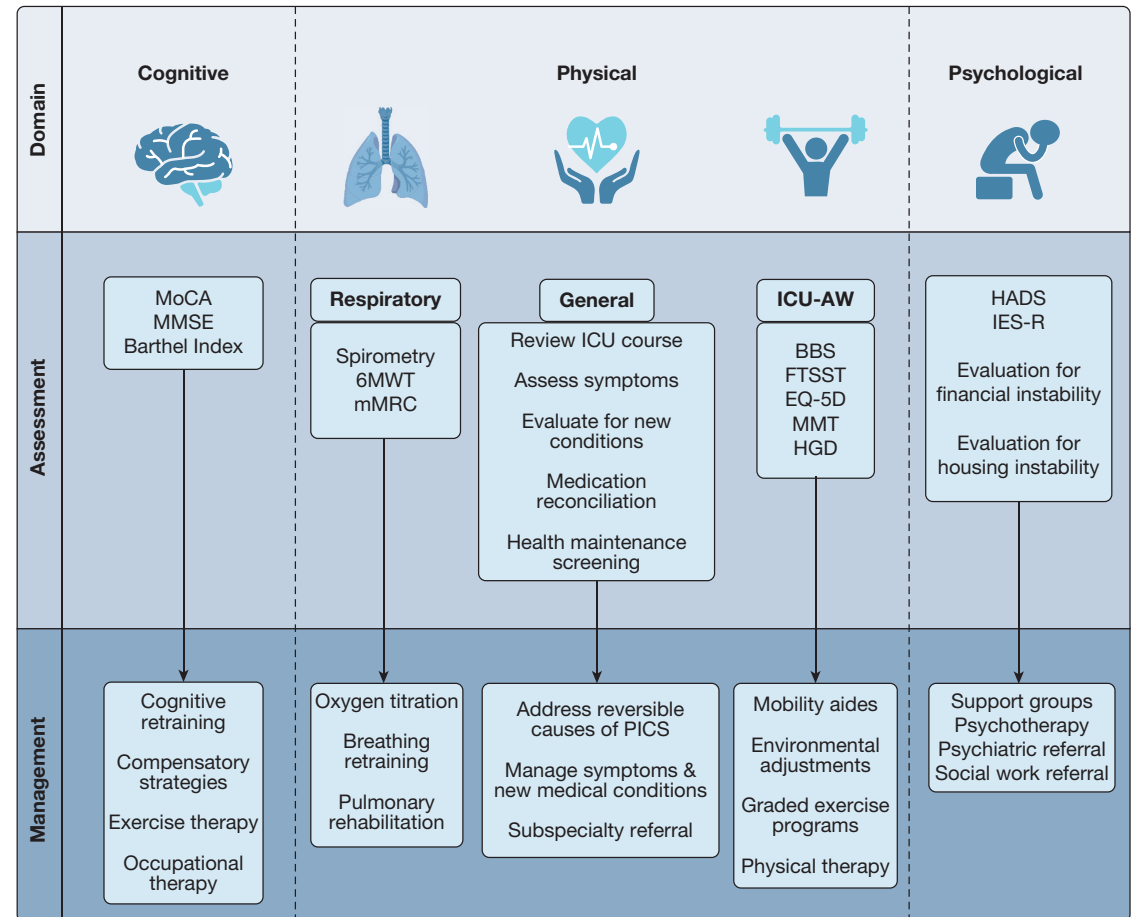 Domain
Cognitive
Physical
Psychological
Assessment
MoCA
MMSE
Barthel Index
Respiratory
Spirometry
6MWT
mMRC
General
Review ICU course
Assess symptoms
Evaluate for new
conditions
Medication
reconciliation
Health maintenance
screening
ICU-AW
BBS
FTSST
EQ-5D
MMT
HGD
HADS
IES-R
Evaluation for
financial instability
Evaluation for
housing instability
Management
Cognitive
retraining
Compensatory
strategies
Exercise therapy
Occupational
therapy
Oxygen titration
Breathing
retraining
Pulmonary
rehabilitation
Address reversible
causes of PICS
Manage symptoms &
new medical conditions
Subspecialty referral
Mobility aides
Environmental
adjustments
Graded exercise
programs
Physical therapy
Support groups
Psychotherapy
Psychiatric referral
Social work referral